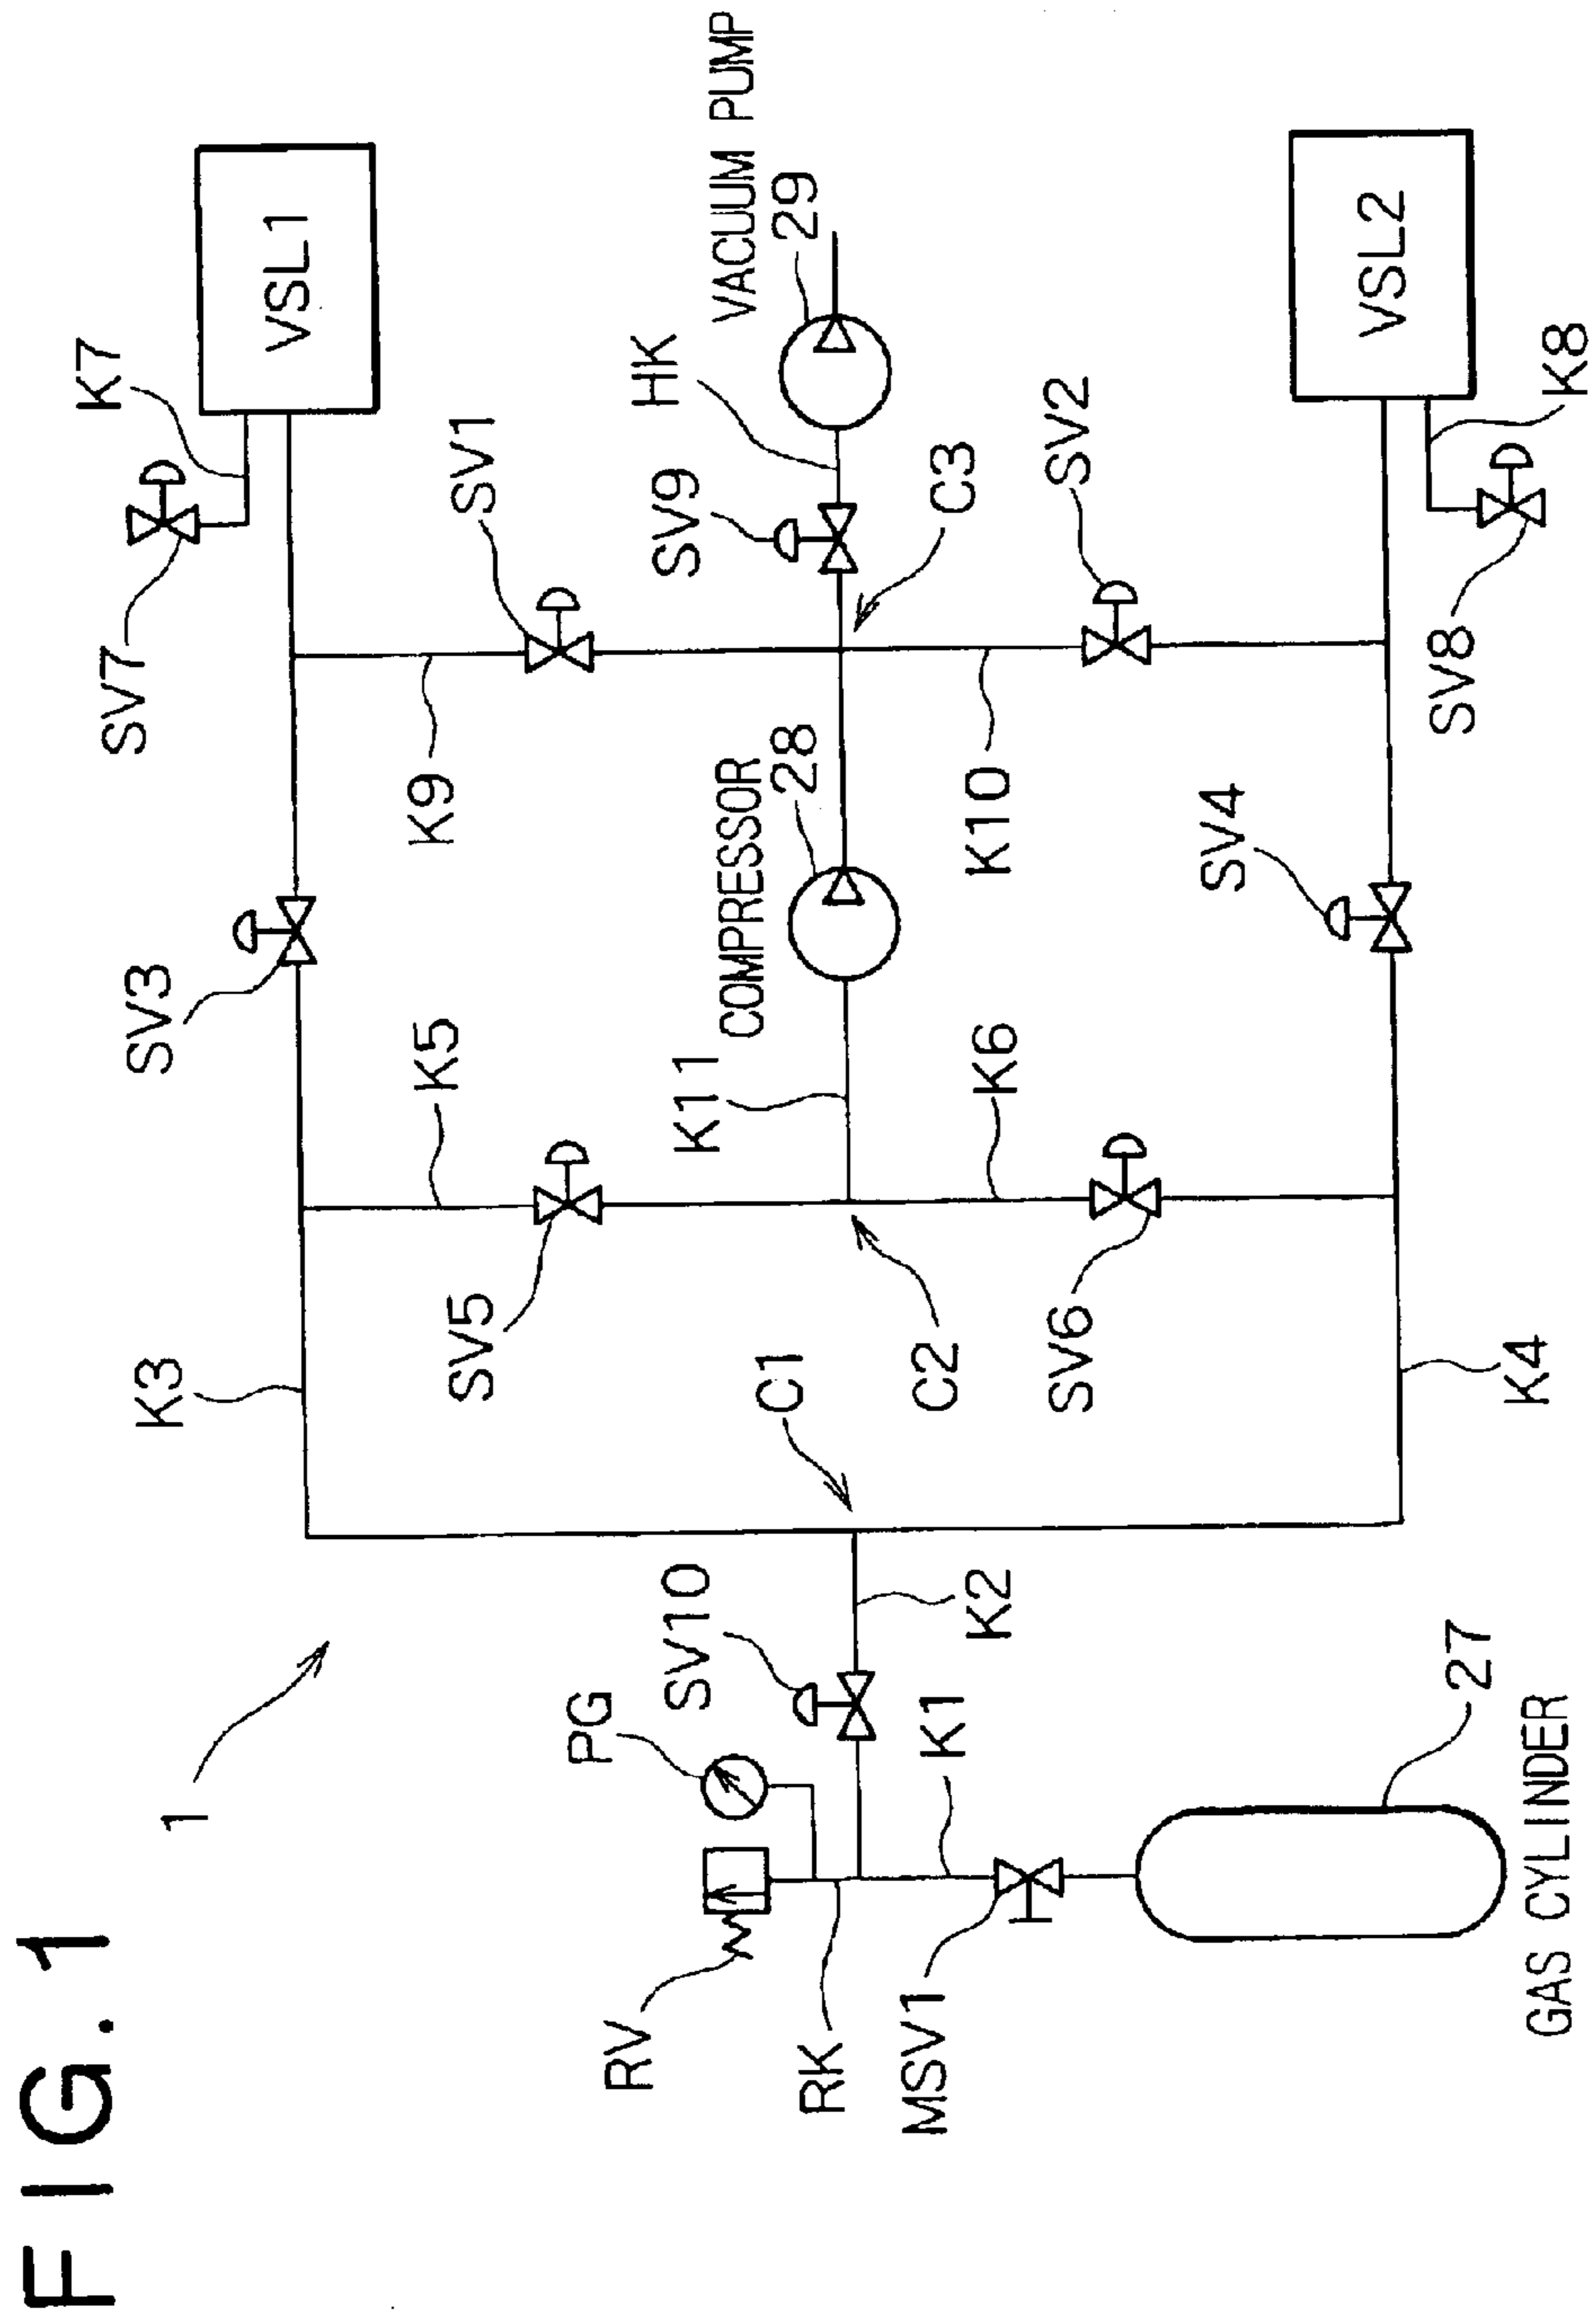 FIG.1
1
K3
SV3
SV7
K7
VSL1
K5
SV5
K9
SV1
RV
PG
SV10
C1
K11
COMPRESSOR
28
SV9
HK
VACUUM PUMP
29
RK
MSV1
K1
K2
C2
K6
SV6
K10
C3
SV2
GAS CYLINDER
27
K4
SV4
SV8
K8
VSL2